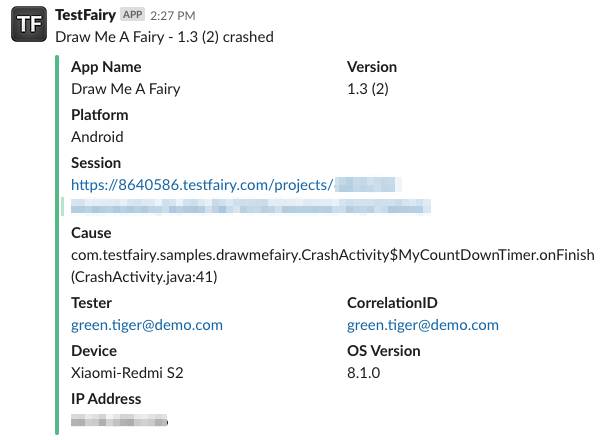 TF TestFairy APP 2:27 PM
Draw Me A Fairy - 1.3 (2) crashed
App Name Version
Draw Me A Fairy 1.3 (2)
Platform
Android
Session
https://8640586.testfairy.com/projects/
Cause
com.testfairy.samples.drawmefairy.CrashActivity$MyCountDownTimer.onFinish
(CrashActivity.java:41)
Tester CorrelationID
green.tiger@demo.com green.tiger@demo.com
Device OS Version
Xiaomi-Redmi S2 8.1.0
IP Address